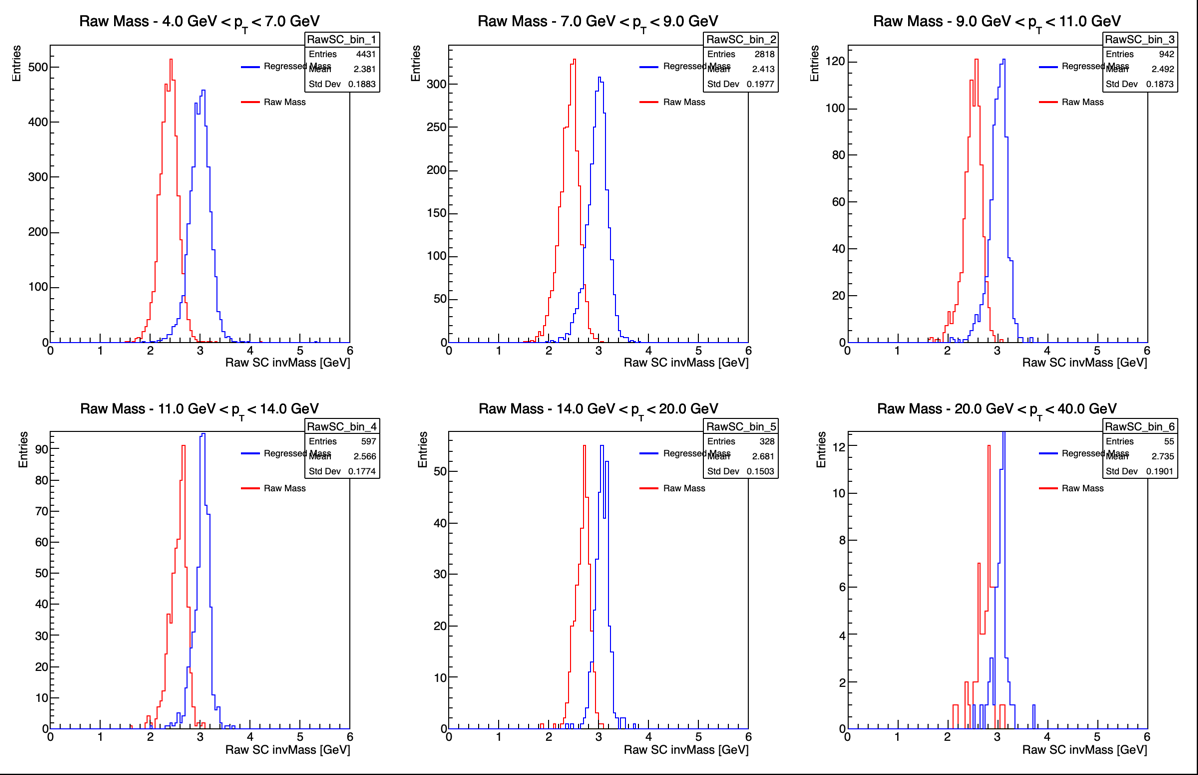 Raw Mass - 4.0 GeV < pT < 7.0 GeV
Entries
RawSC_bin_1
Entries 4431
Mean 2.381
Std Dev 0.1883
Regressed Mass
Raw Mass
500
400
300
200
100
0
0 1 2 3 4 5 6
Raw SC invMass [GeV]
Raw Mass - 7.0 GeV < pT < 9.0 GeV
Entries
RawSC_bin_2
Entries 2818
Mean 2.413
Std Dev 0.1977
Regressed Mass
Raw Mass
300
250
200
150
100
50
0
0 1 2 3 4 5 6
Raw SC invMass [GeV]
Raw Mass - 9.0 GeV < pT < 11.0 GeV
Entries
RawSC_bin_3
Entries 942
Mean 2.492
Std Dev 0.1873
Regressed Mass
Raw Mass
120
100
80
60
40
20
0
0 1 2 3 4 5 6
Raw SC invMass [GeV]
Raw Mass - 11.0 GeV < pT < 14.0 GeV
Entries
RawSC_bin_4
Entries 597
Mean 2.566
Std Dev 0.1774
Regressed Mass
Raw Mass
90
80
70
60
50
40
30
20
10
0
0 1 2 3 4 5 6
Raw SC invMass [GeV]
Raw Mass - 14.0 GeV < pT < 20.0 GeV
Entries
RawSC_bin_5
Entries 328
Mean 2.681
Std Dev 0.1503
Regressed Mass
Raw Mass
50
40
30
20
10
0
0 1 2 3 4 5 6
Raw SC invMass [GeV]
Raw Mass - 20.0 GeV < pT < 40.0 GeV
Entries
RawSC_bin_6
Entries 55
Mean 2.735
Std Dev 0.1901
Regressed Mass
Raw Mass
12
10
8
6
4
2
0
0 1 2 3 4 5 6
Raw SC invMass [GeV]